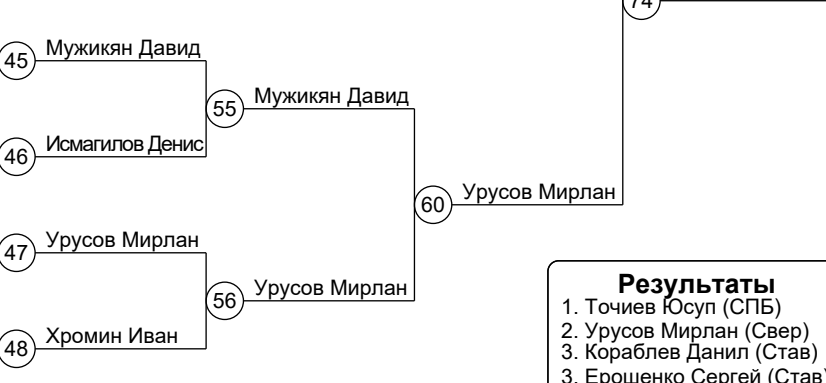 74
45 Мужикян Давид
55 Мужикян Давид
46 Исмагилов Денис
60 Урусов Мирлан
47 Урусов Мирлан
56 Урусов Мирлан
48 Хромин Иван
Результаты
1. Точиев Юсуп (СПБ)
2. Урусов Мирлан (Свер)
3. Кораблев Данил (Став)
3. Ерошенко Сергей (Став)